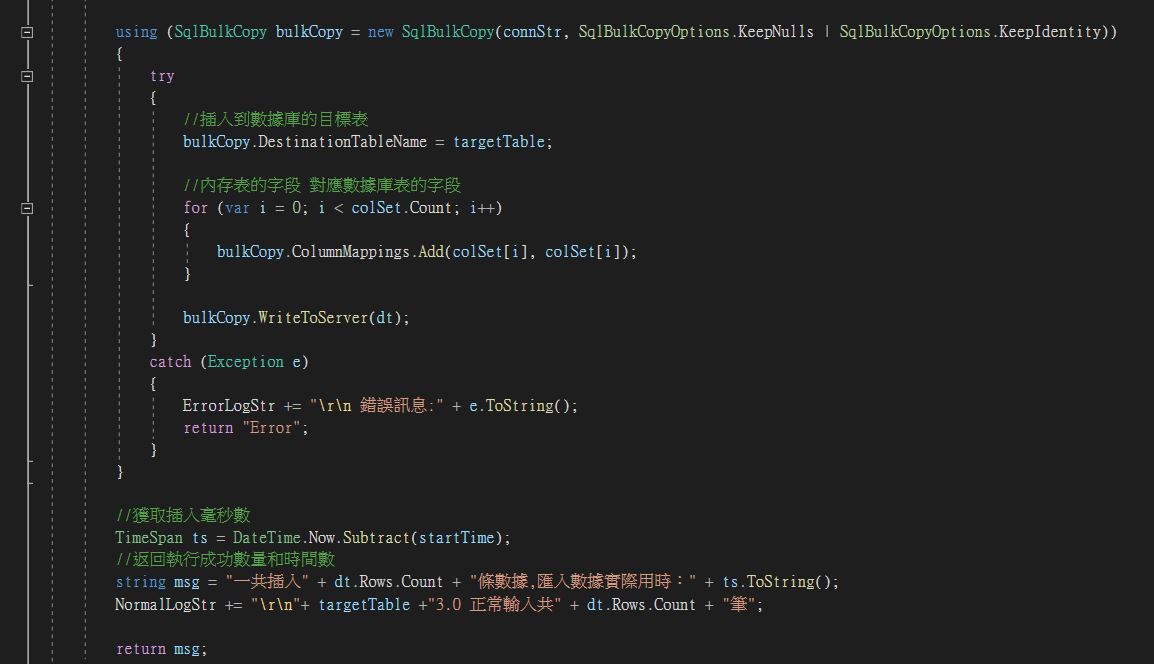 using (SqlBulkCopy bulkCopy = new SqlBulkCopy(connStr, SqlBulkCopyOptions.KeepNulls | SqlBulkCopyOptions.KeepIdentity))
{
try
{
//插入到數據庫的目標表
bulkCopy.DestinationTableName = targetTable;
//內存表的字段 對應數據庫表的字段
for (var i = 0; i < colSet.Count; i++)
{
bulkCopy.ColumnMappings.Add(colSet[i], colSet[i]);
}
bulkCopy.WriteToServer(dt);
}
catch (Exception e)
{
ErrorLogStr += "\r\n 錯誤訊息:" + e.ToString();
return "Error";
}
}
//獲取插入毫秒數
TimeSpan ts = DateTime.Now.Subtract(startTime);
//返回執行成功數量和時間數
string msg = "一共插入" + dt.Rows.Count + "條數據,匯入數據實際用時：" + ts.ToString();
NormalLogStr += "\r\n"+ targetTable +"3.0 正常輸入共" + dt.Rows.Count + "筆";
return msg;